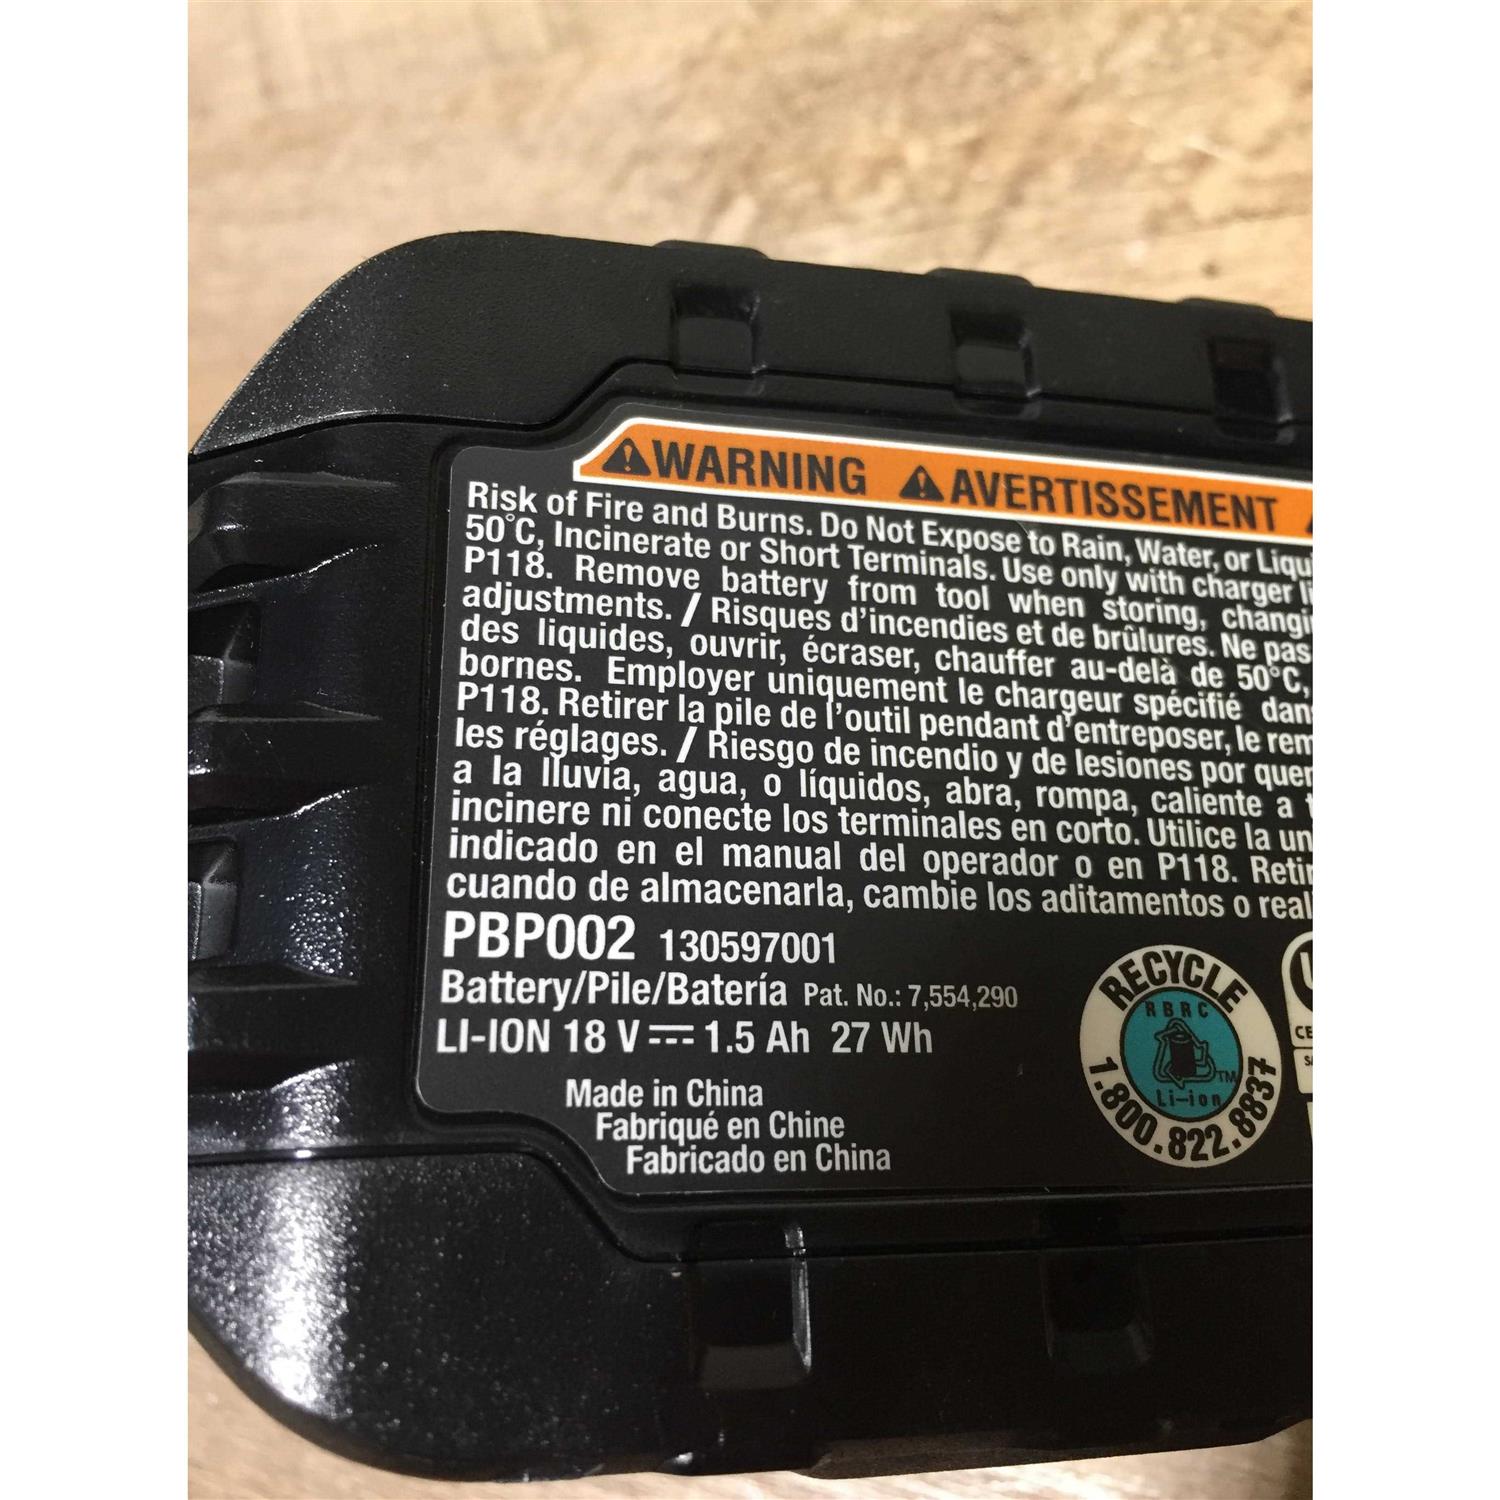 WARNING AVERTISSEMENT
Risk of Fire and Burns. Do Not Expose to Rain, Water, or
50°C, Incinerate or Short Terminals. Use only with charger
P118. Remove battery from tool when storing,
adjustments. / Risques d'incendies et de brûlures. Ne pas
des liquides, ouvrir, écraser, chauffer au-delà de 50°C,
bornes. Employer uniquement le chargeur spécifié
P118. Retirer la pile de l'outil pendant d'entreposer, le
les réglages. / Riesgo de incendio y de lesiones por
a la lluvia, agua, o líquidos, abra, rompa, caliente a
incinere ni conecte los terminales en corto. Utilice la
indicado en el manual del operador o en P118.
cuando de almacenarla, cambie los aditamentos o
PBP002 130597001
Battery/Pile/Batería Pat. No.: 7,554,290
LI-ION 18 V ⎓ 1.5 Ah 27 Wh
Made in China
Fabriqué en Chine
Fabricado en China
RECYCLE
RBRC
TM
Li-ion
1.800.822.8837